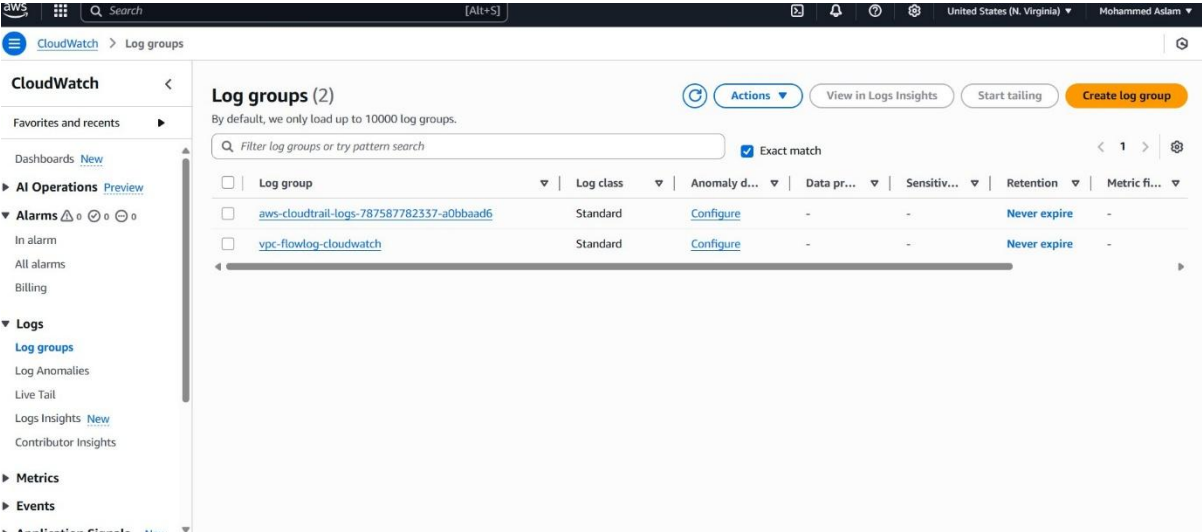 aws Search [Alt+S] United States (N. Virginia) Mohammed Aslam
CloudWatch > Log groups
CloudWatch
Favorites and recents
Dashboards New
AI Operations Preview
Alarms 0 0 0
In alarm
All alarms
Billing
Logs
Log groups
Log Anomalies
Live Tail
Logs Insights New
Contributor Insights
Metrics
Events
Application Signals New
Log groups (2)
Actions View in Logs Insights Start tailing Create log group
By default, we only load up to 10000 log groups.
Filter log groups or try pattern search Exact match 1
Log group Log class Anomaly d... Data pr... Sensitiv... Retention Metric fi...
aws-cloudtrail-logs-787587782337-a0bbaad6 Standard Configure - - Never expire -
vpc-flowlog-cloudwatch Standard Configure - - Never expire -